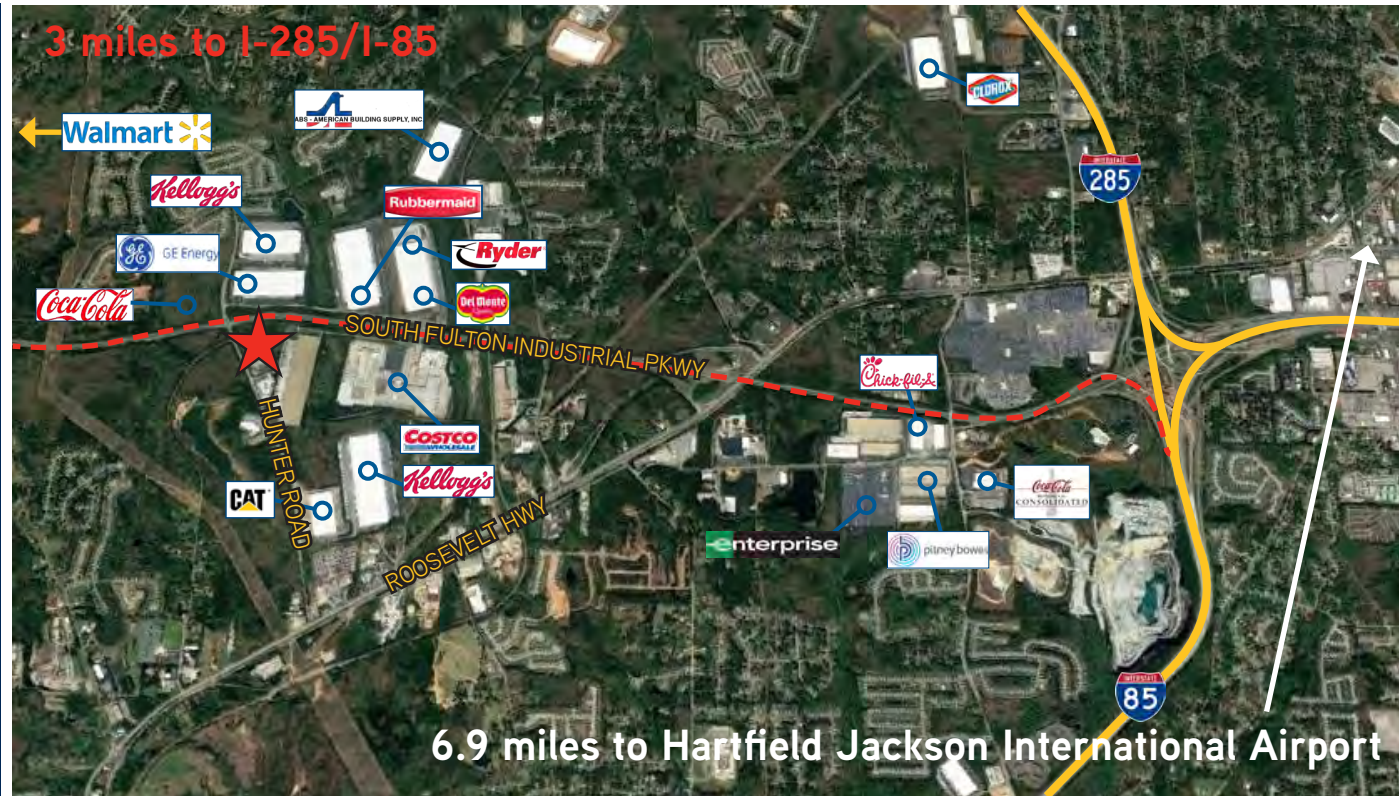 3 miles to I-285/I-85
CLOROX
ABS - AMERICAN BUILDING SUPPLY, INC.
Walmart
INTERSTATE
285
Kellogg's
Rubbermaid
GE Energy
Ryder
Coca-Cola
Del Monte
SOUTH FULTON INDUSTRIAL PKWY
Chick-fil-A
HUNTER ROAD
COSTCO
WHOLESALE
Kellogg's
CAT
Coca-Cola
CONSOLIDATED
ROOSEVELT HWY
enterprise
pitney bowes
INTERSTATE
85
6.9 miles to Hartfield Jackson International Airport